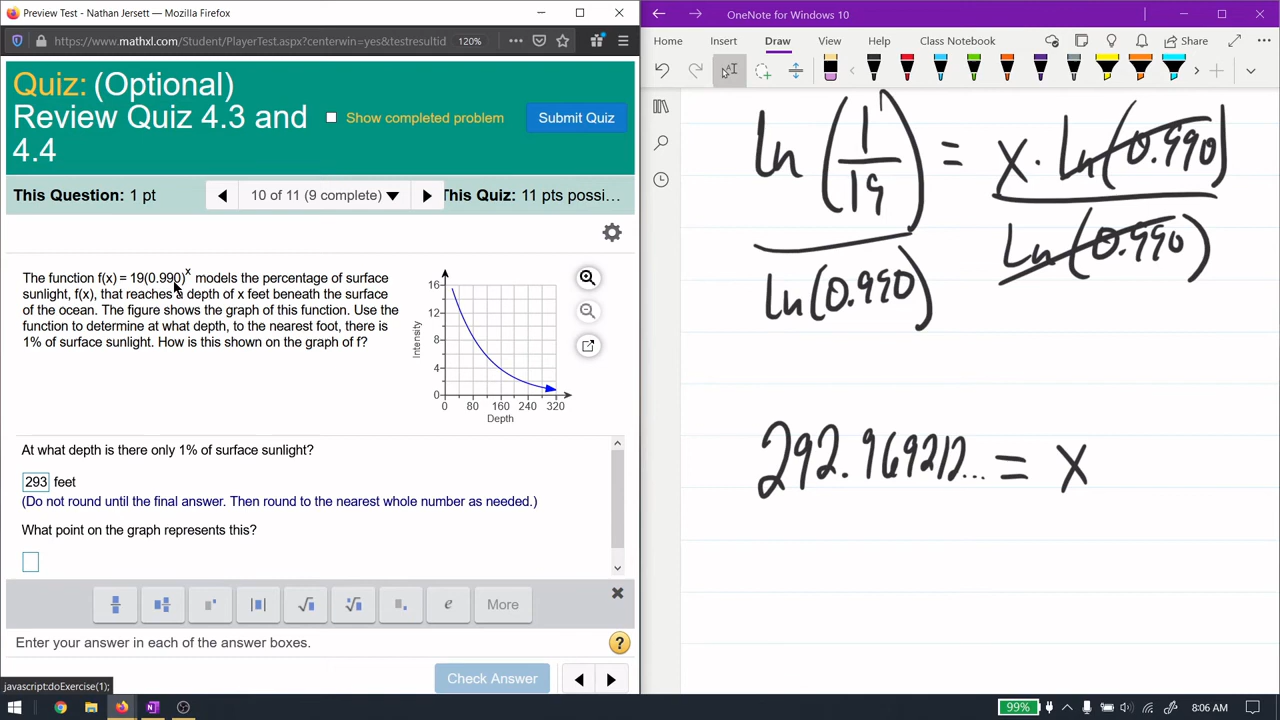 Preview Test - Nathan Jersett - Mozilla Firefox
https://www.mathxl.com/Student/PlayerTest.aspx?centerwin=yes&testresultid
120%
Quiz: (Optional)
Review Quiz 4.3 and
4.4
Show completed problem
Submit Quiz
This Question: 1 pt
10 of 11 (9 complete)
This Quiz: 11 pts possi...
The function f(x) = 19(0.990)^x models the percentage of surface
sunlight, f(x), that reaches a depth of x feet beneath the surface
of the ocean. The figure shows the graph of this function. Use the
function to determine at what depth, to the nearest foot, there is
1% of surface sunlight. How is this shown on the graph of f?
16
12
8
4
0
Intensity
0 80 160 240 320
Depth
At what depth is there only 1% of surface sunlight?
293 feet
(Do not round until the final answer. Then round to the nearest whole number as needed.)
What point on the graph represents this?
√i
√i
e
More
Enter your answer in each of the answer boxes.
?
Check Answer
javascript:doExercise(1);
OneNote for Windows 10
Home Insert Draw View Help Class Notebook
Share
ln(1/19) = x · ln(0.990)
ln(0.990) ln(0.990)
292.969212... = x
99%
8:06 AM